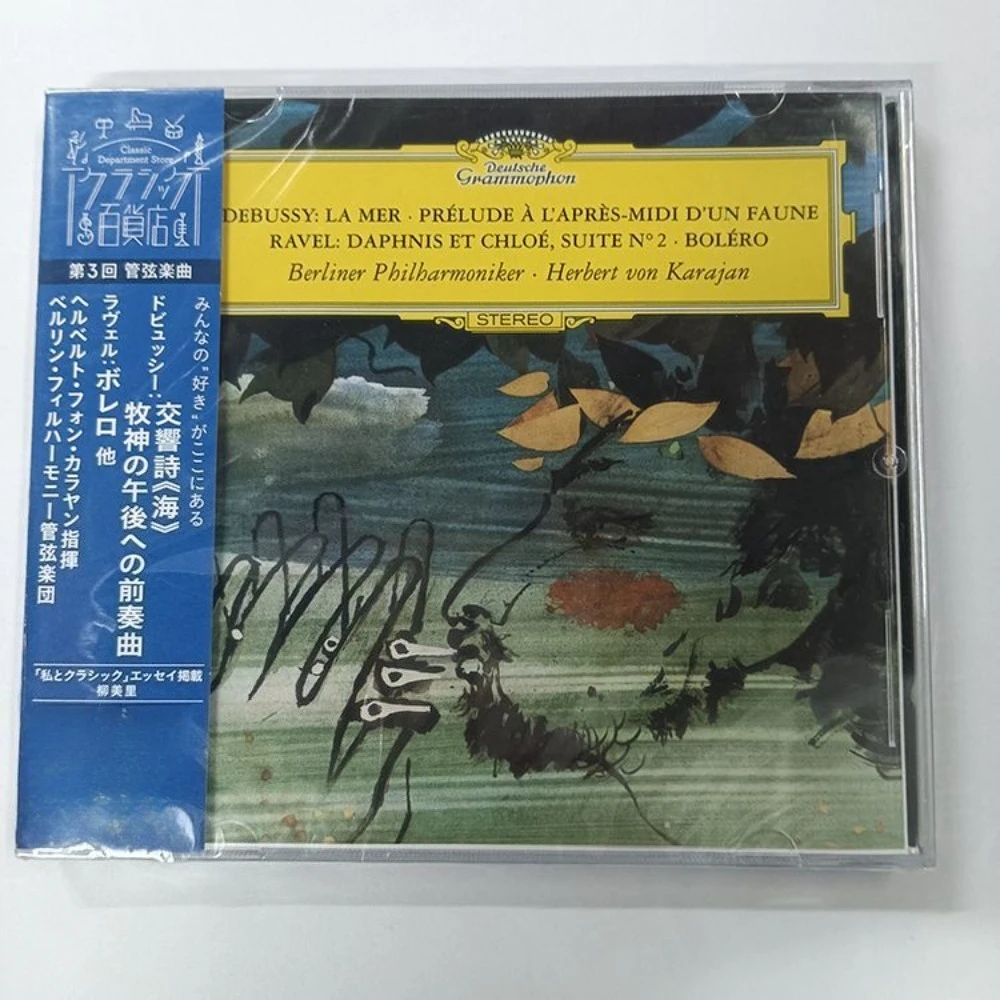 Classic
Department Store
クラシック
百貨店
第3回 管弦楽曲
みんなの"好き"がここにある
ドビュッシー:交響詩《海》
牧神の午後への前奏曲
ラヴェル:ボレロ 他
ヘルベルト・フォン・カラヤン指揮
ベルリン・フィルハーモニー管弦楽団
「私とクラシック」エッセイ掲載
柳美里
Deutsche
Grammophon
DEBUSSY: LA MER · PRÉLUDE À L'APRÈS-MIDI D'UN FAUNE
RAVEL: DAPHNIS ET CHLOÉ, SUITE N° 2 · BOLÉRO
Berliner Philharmoniker · Herbert von Karajan
STEREO